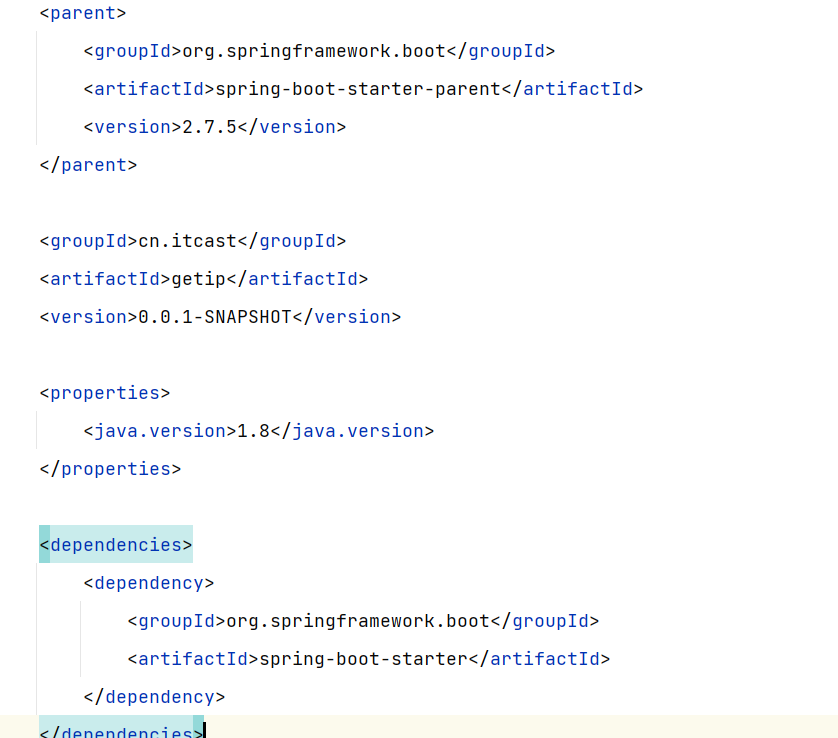 <parent>
<groupId>org.springframework.boot</groupId>
<artifactId>spring-boot-starter-parent</artifactId>
<version>2.7.5</version>
</parent>
<groupId>cn.itcast</groupId>
<artifactId>getip</artifactId>
<version>0.0.1-SNAPSHOT</version>
<properties>
<java.version>1.8</java.version>
</properties>
<dependencies>
<dependency>
<groupId>org.springframework.boot</groupId>
<artifactId>spring-boot-starter</artifactId>
</dependency>
</dependencies>